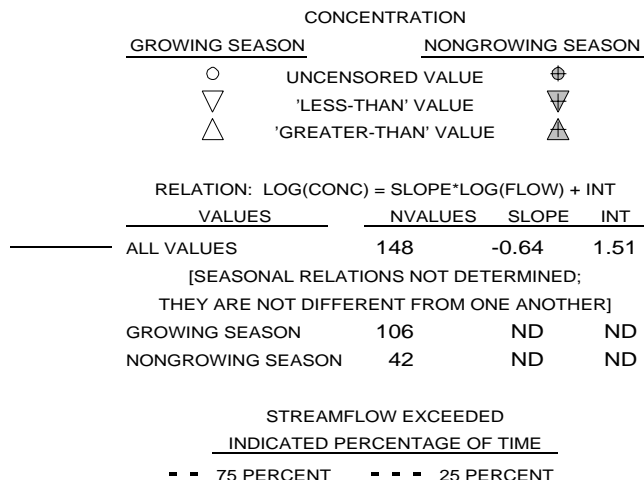 CONCENTRATION
GROWING SEASON NONGROWING SEASON
UNCENSORED VALUE
'LESS-THAN' VALUE
'GREATER-THAN' VALUE
RELATION: LOG(CONC) = SLOPE*LOG(FLOW) + INT
VALUES NVALUES SLOPE INT
ALL VALUES 148 -0.64 1.51
[SEASONAL RELATIONS NOT DETERMINED;
THEY ARE NOT DIFFERENT FROM ONE ANOTHER]
GROWING SEASON 106 ND ND
NONGROWING SEASON 42 ND ND
STREAMFLOW EXCEEDED
INDICATED PERCENTAGE OF TIME
75 PERCENT 25 PERCENT